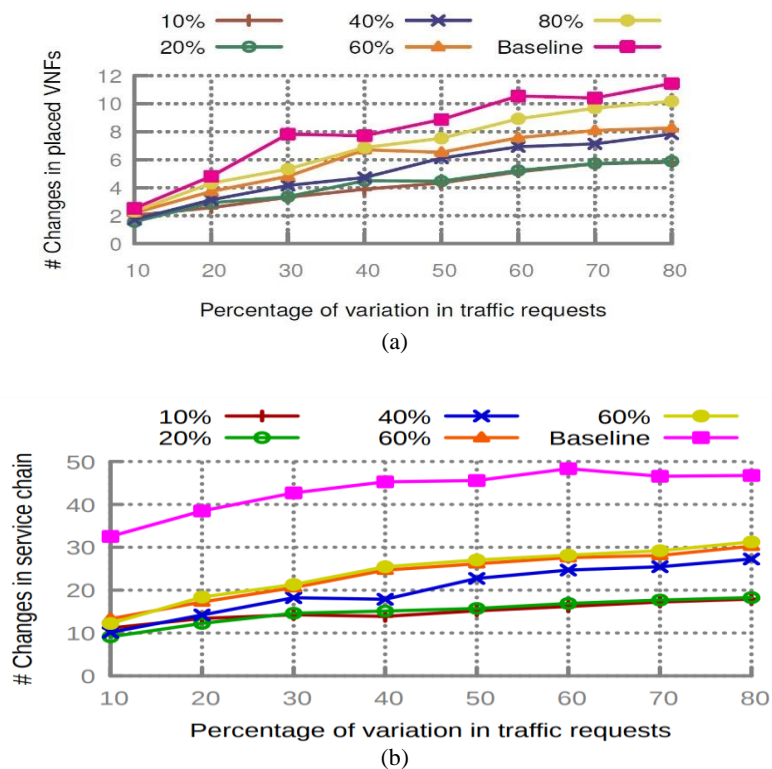 10% 40% 80%
20% 60% Baseline
# Changes in placed VNFs
12
10
8
6
4
2
0
10 20 30 40 50 60 70 80
Percentage of variation in traffic requests
(a)
10% 40% 60%
20% 60% Baseline
# Changes in service chain
50
40
30
20
10
0
10 20 30 40 50 60 70 80
Percentage of variation in traffic requests
(b)